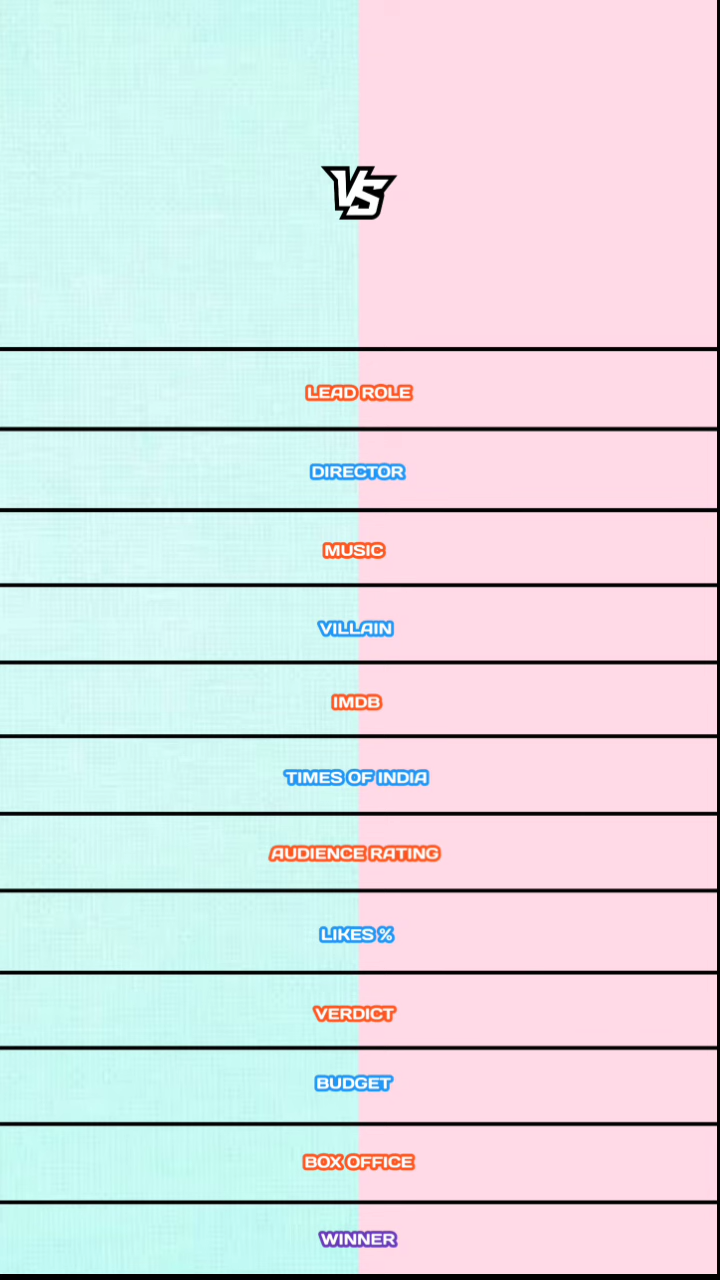 VS
LEAD ROLE
DIRECTOR
MUSIC
VILLAIN
IMDB
TIMES OF INDIA
AUDIENCE RATING
LIKES %
VERDICT
BUDGET
BOX OFFICE
WINNER